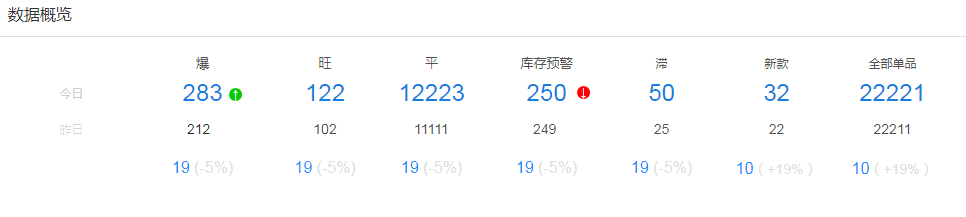 数据概览
爆 旺 平 库存预警 滞 新款 全部单品
今日 283 122 12223 250 50 32 22221
昨日 212 102 11111 249 25 22 22211
19 (-5%) 19 (-5%) 19 (-5%) 19 (-5%) 19 (-5%) 10 ( +19% ) 10 ( +19% )